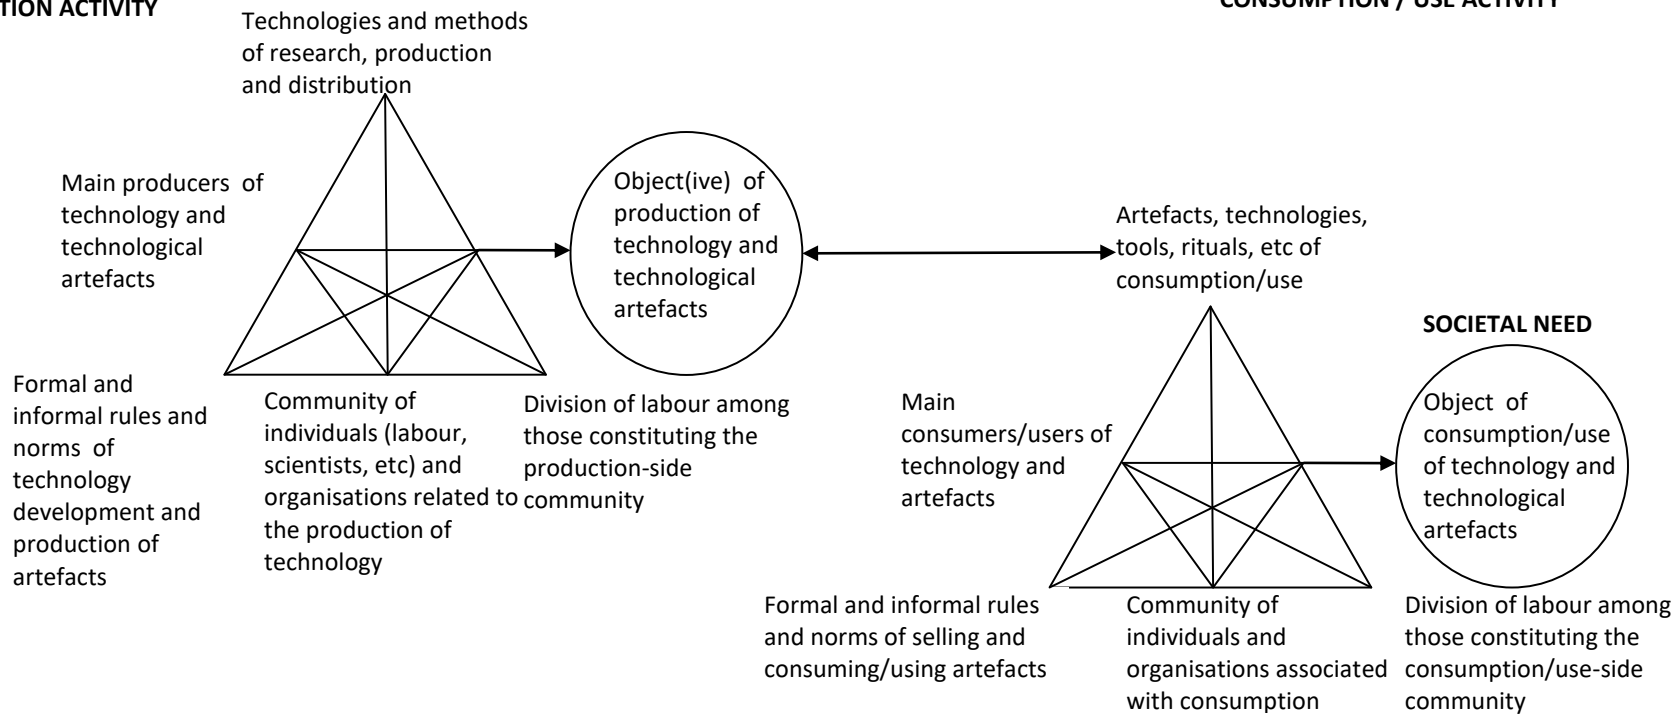 TION ACTIVITY
CONSUMPTION / USE ACTIVITY
Technologies and methods
of research, production
and distribution
Main producers of
technology and
technological
artefacts
Object(ive) of
production of
technology and
technological
artefacts
Artefacts, technologies,
tools, rituals, etc of
consumption/use
SOCIETAL NEED
Formal and
informal rules and
norms of
technology
development and
production of
artefacts
Community of
individuals (labour,
scientists, etc) and
organisations related to
the production of
technology
Division of labour among
those constituting the
production-side
community
Main
consumers/users of
technology and
artefacts
Object of
consumption/use
of technology and
technological
artefacts
Formal and informal rules
and norms of selling and
consuming/using artefacts
Community of
individuals and
organisations associated
with consumption
Division of labour among
those constituting the
consumption/use-side
community